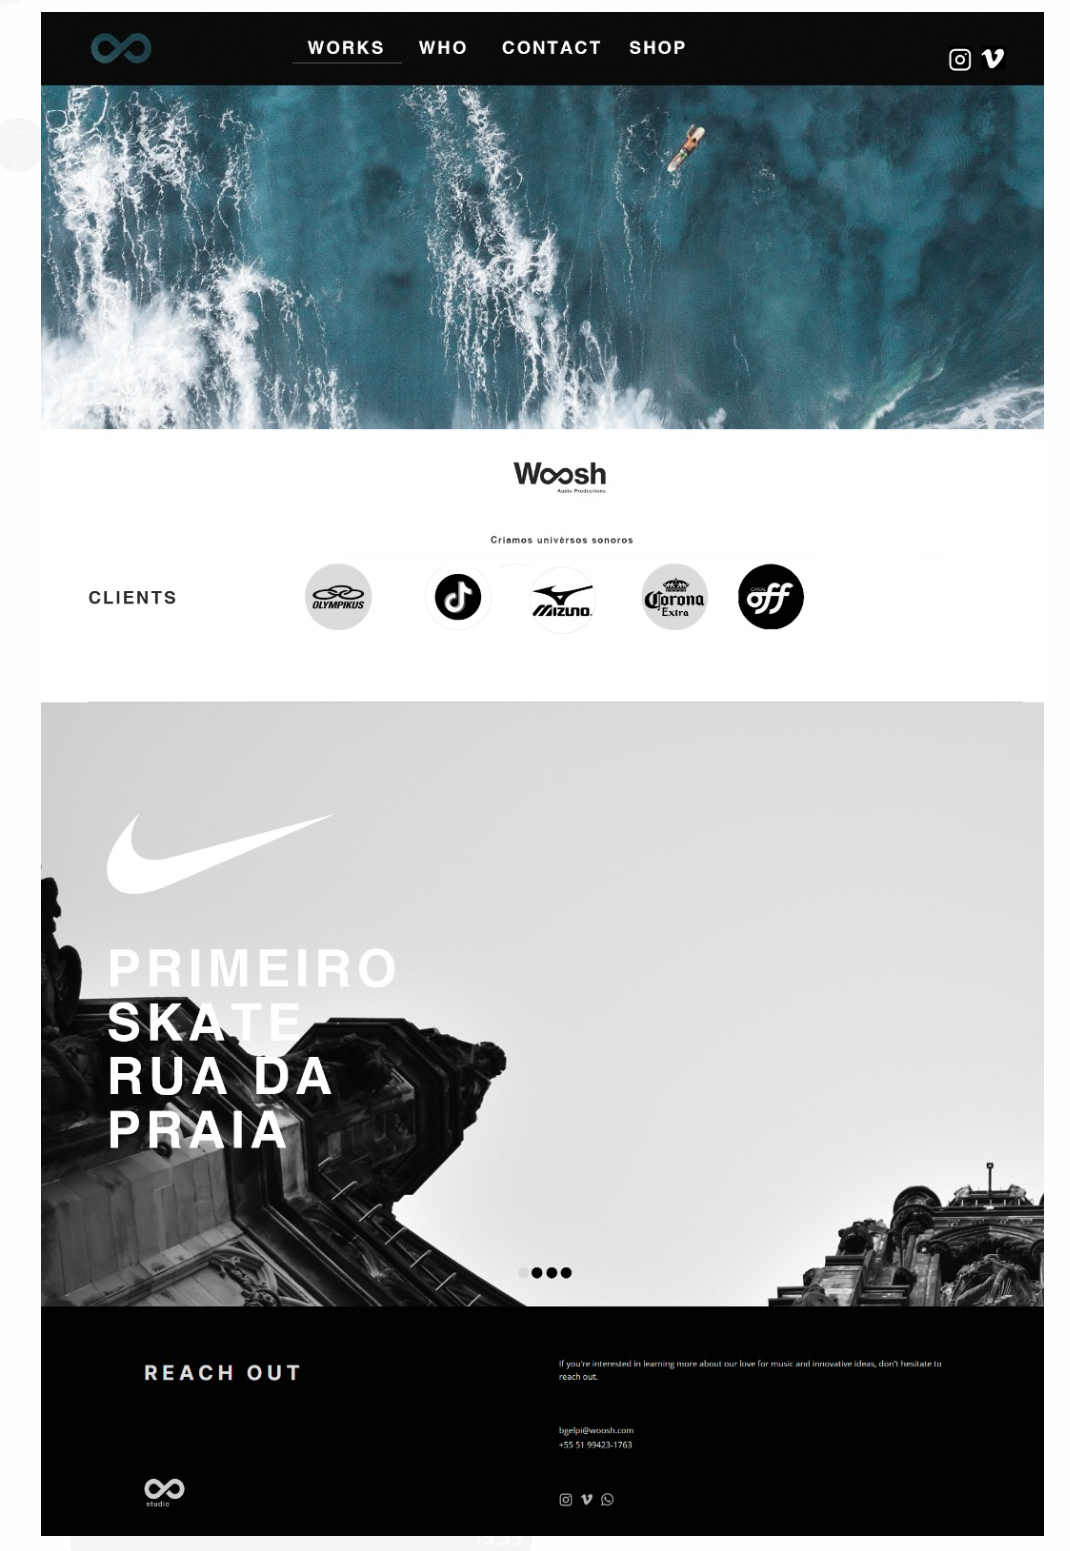 WORKS WHO CONTACT SHOP
Woosh
Audio Productions
Criamos univérsos sonoros
CLIENTS
OLYMPIKUS
MIZUNO.
Corona
Extra
CANAL
off
PRIMEIRO
SKATE
RUA DA
PRAIA
REACH OUT
If you're interested in learning more about our love for music and innovative ideas, don't hesitate to
reach out.
bgelpi@woosh.com
+55 51 99423-1763
studio